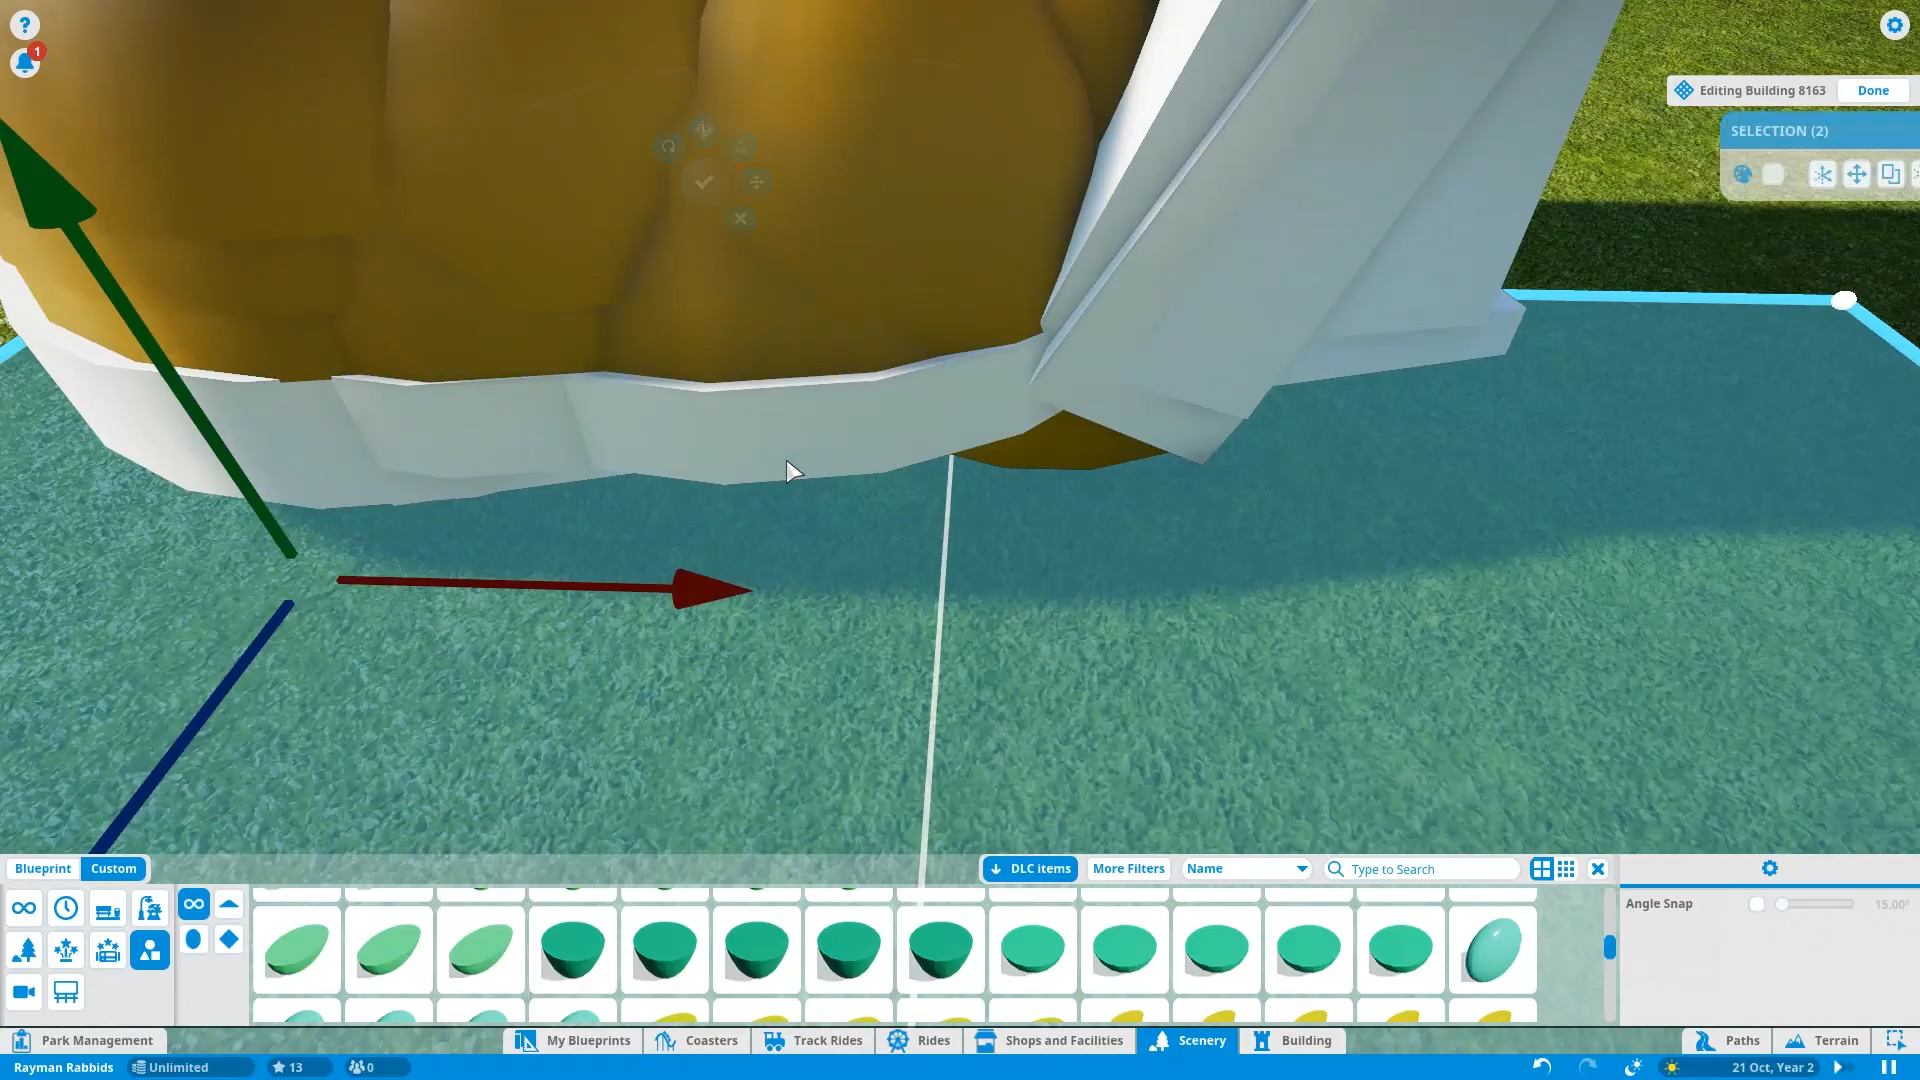 ?
1
Editing Building 8163
Done
SELECTION (2)
Blueprint
Custom
DLC items
More Filters
Name
Type to Search
Angle Snap
15.00°
Park Management
My Blueprints
Coasters
Track Rides
Rides
Shops and Facilities
Scenery
Building
Paths
Terrain
Rayman Rabbids
Unlimited
13
0
21 Oct, Year 2